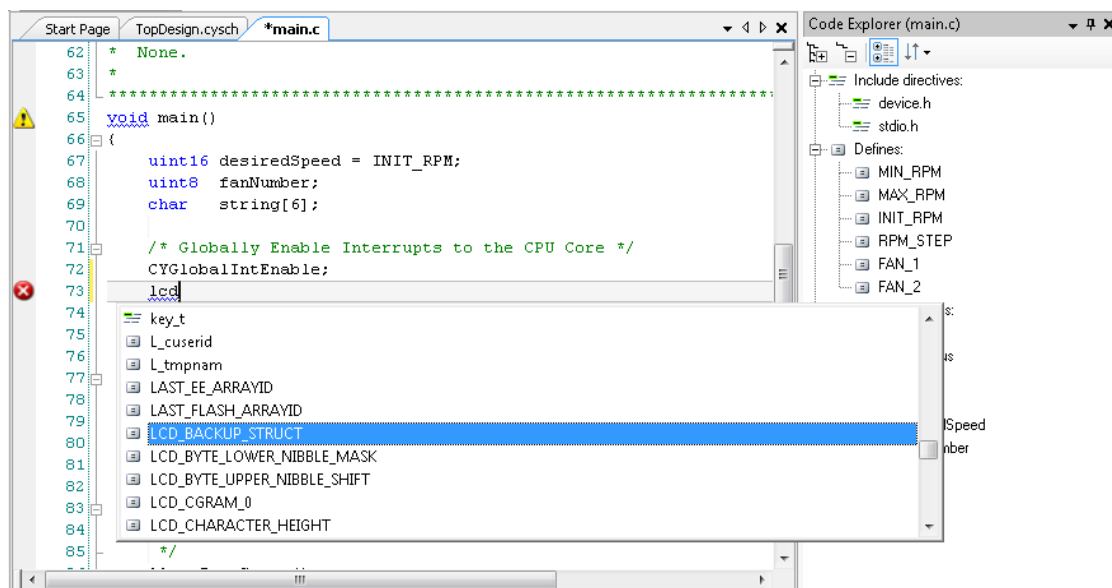 Start Page TopDesign.cysch *main.c
62 * None.
63 *
64 *****************************************************************
65 void main()
66 {
67 uint16 desiredSpeed = INIT_RPM;
68 uint8 fanNumber;
69 char string[6];
70
71 /* Globally Enable Interrupts to the CPU Core */
72 CYGlobalIntEnable;
73 lcd
74
75
76
77
78
79
80
81
82
83
84
85 */
key_t
L_cuserid
L_tmpnam
LAST_EE_ARRAYID
LAST_FLASH_ARRAYID
LCD_BACKUP_STRUCT
LCD_BYTE_LOWER_NIBBLE_MASK
LCD_BYTE_UPPER_NIBBLE_SHIFT
LCD_CGRAM_0
LCD_CHARACTER_HEIGHT
Code Explorer (main.c)
Include directives:
device.h
stdio.h
Defines:
MIN_RPM
MAX_RPM
INIT_RPM
RPM_STEP
FAN_1
FAN_2
s:
us
Speed
nber